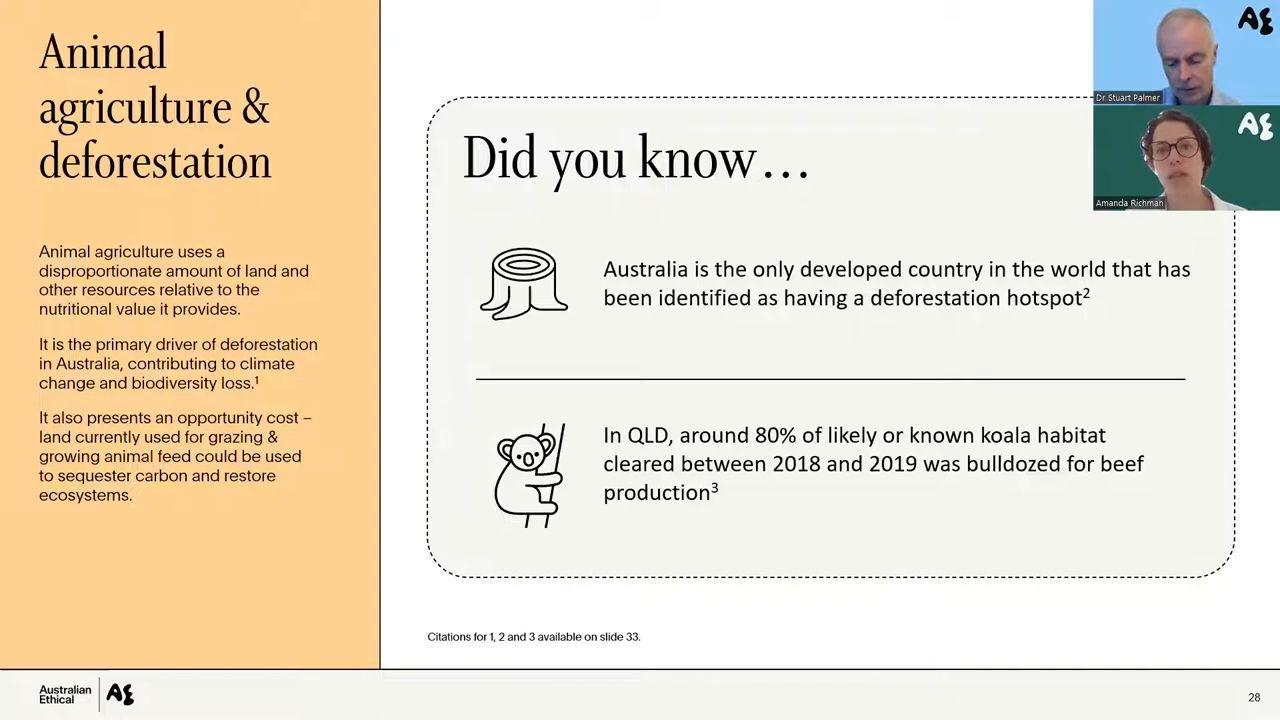 Animal
agriculture &
deforestation
Animal agriculture uses a
disproportionate amount of land and
other resources relative to the
nutritional value it provides.
It is the primary driver of deforestation
in Australia, contributing to climate
change and biodiversity loss.¹
It also presents an opportunity cost –
land currently used for grazing &
growing animal feed could be used
to sequester carbon and restore
ecosystems.
Did you know...
Australia is the only developed country in the world that has
been identified as having a deforestation hotspot²
In QLD, around 80% of likely or known koala habitat
cleared between 2018 and 2019 was bulldozed for beef
production³
Citations for 1, 2 and 3 available on slide 33.
AE
Dr Stuart Palmer
AE
Amanda Richman
Australian
Ethical
AE
28